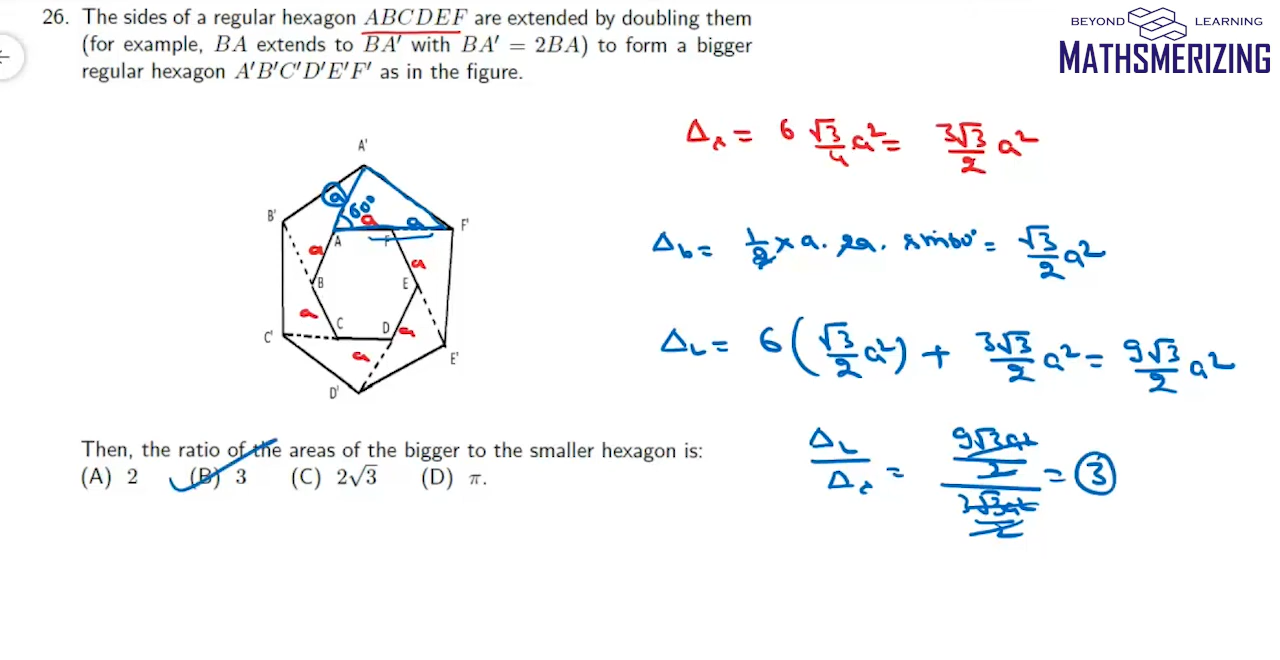 26. The sides of a regular hexagon ABCDEF are extended by doubling them
(for example, BA extends to BA' with BA' = 2BA) to form a bigger
regular hexagon A'B'C'D'E'F' as in the figure.
BEYOND LEARNING
MATHSMERIZING
Δₛ = 6 √3/4 a² = 3√3/2 a²
A'
a
60°
B'
a a
F'
A F
Δb = 1/2 × a · 2a · sin60° = √3/2 a²
a a
B E
a
C D a
C'
a
E'
D'
ΔL = 6(√3/2 a²) + 3√3/2 a² = 9√3/2 a²
Then, the ratio of the areas of the bigger to the smaller hexagon is:
(A) 2 (B) 3 (C) 2√3 (D) π.
ΔL/Δₛ = (9√3a²/2)/(3√3a²/2) = 3